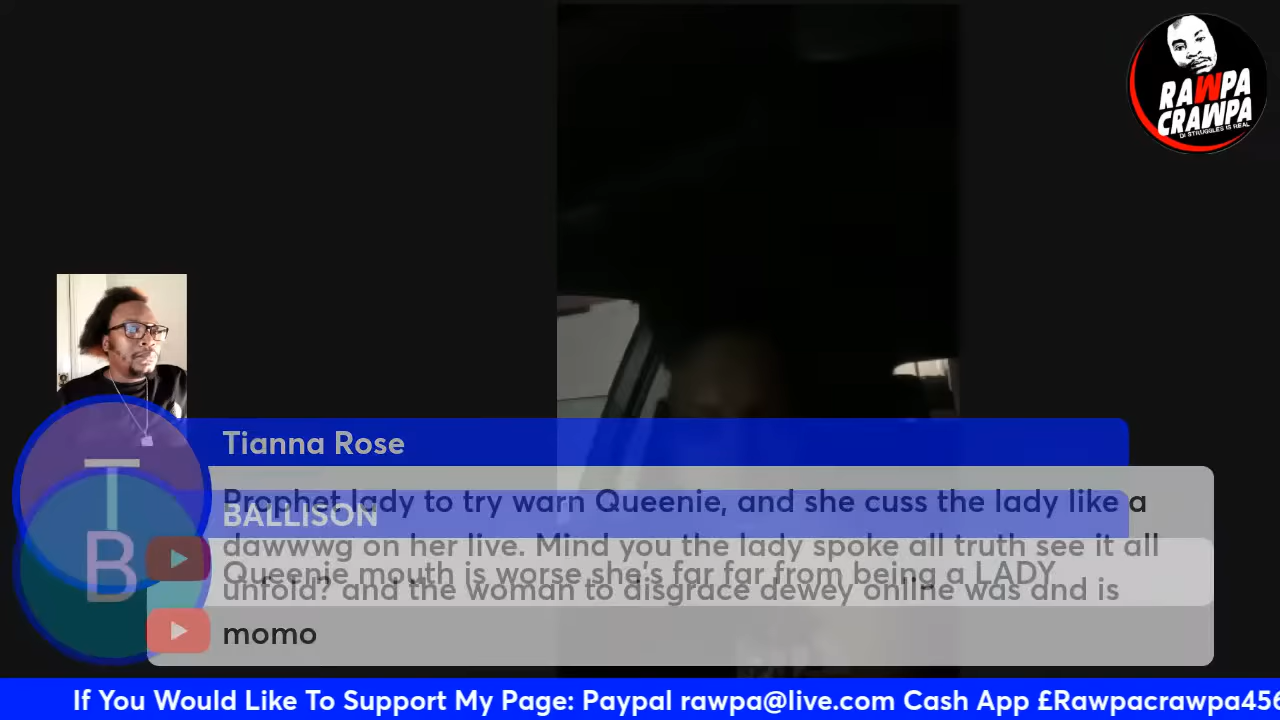 RAWPA
CRAWPA
DI STRUGGLES IS REAL
T
Tianna Rose
Prophet lady to try warn Queenie, and she cuss the lady like a
dawwwg on her live. Mind you the lady spoke all truth see it all
unfold? and the woman to disgrace dewey online was and is
momo
B
BALLISON
Queenie mouth is worse she's far far from being a LADY
If You Would Like To Support My Page: Paypal rawpa@live.com Cash App £Rawpacrawpa456